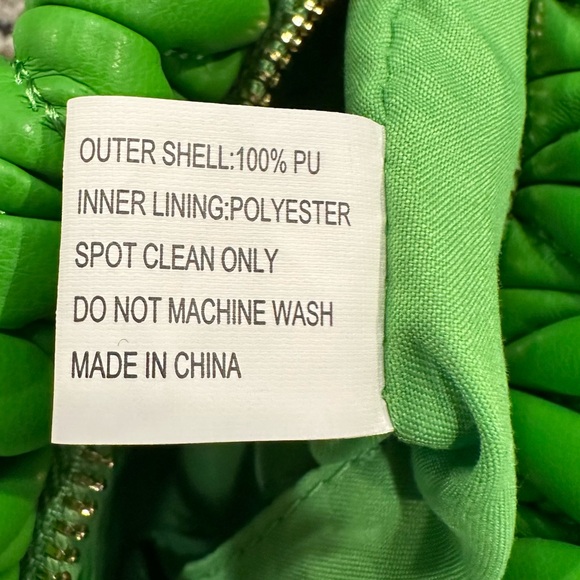 OUTER SHELL:100% PU
INNER LINING:POLYESTER
SPOT CLEAN ONLY
DO NOT MACHINE WASH
MADE IN CHINA